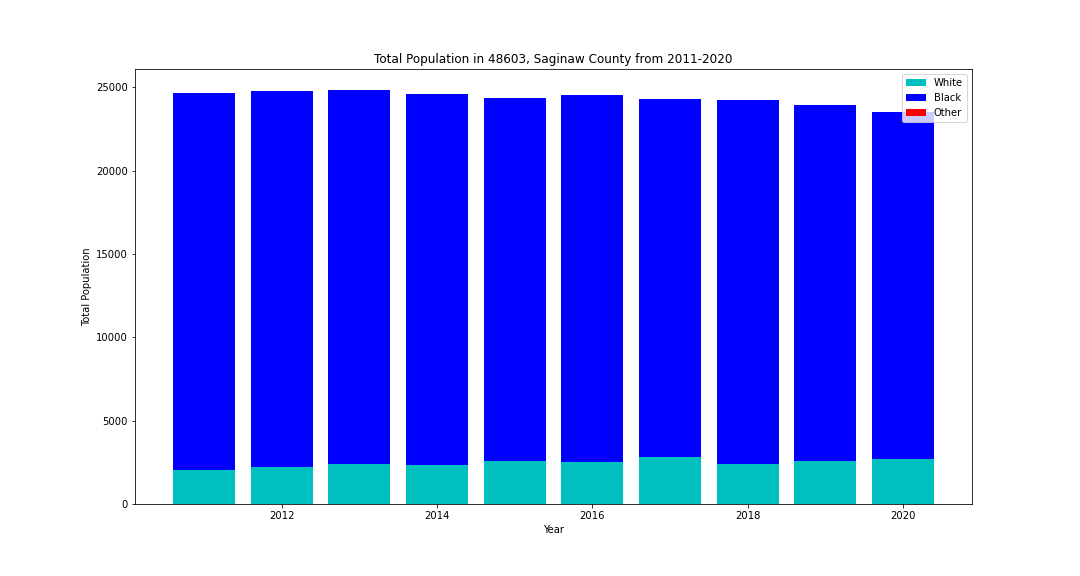 Total Population in 48603, Saginaw County from 2011-2020
White
Black
Other
25000
20000
15000
10000
5000
0
Total Population
2012 2014 2016 2018 2020
Year